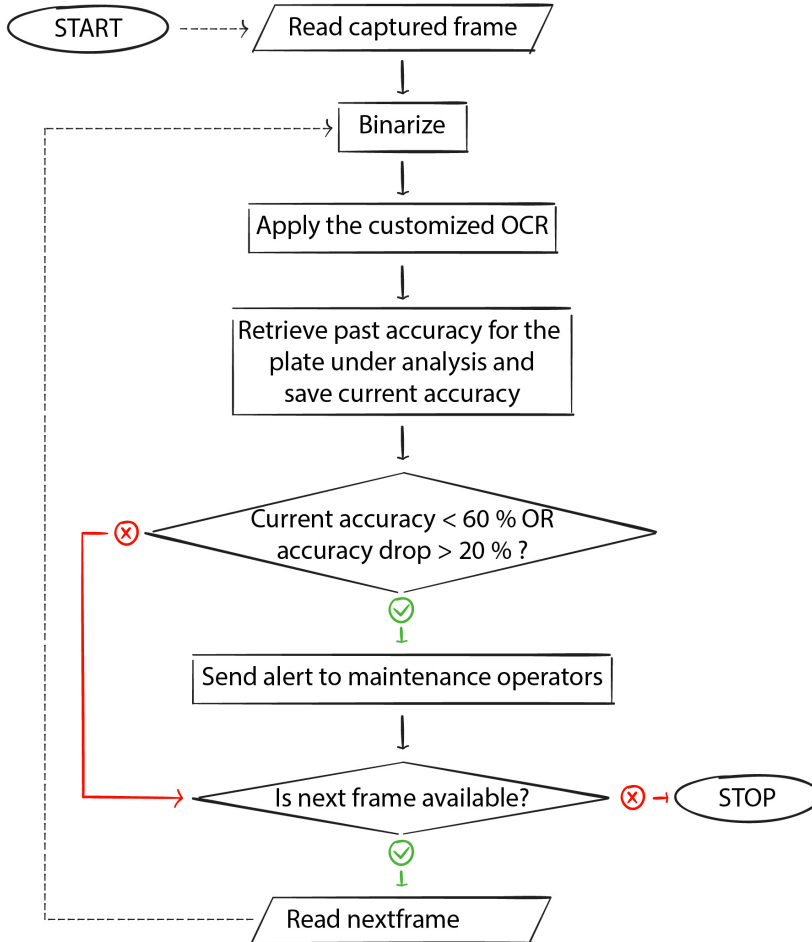 START
Read captured frame
Binarize
Apply the customized OCR
Retrieve past accuracy for the
plate under analysis and
save current accuracy
Current accuracy < 60 % OR
accuracy drop > 20 % ?
Send alert to maintenance operators
Is next frame available?
STOP
Read nextframe